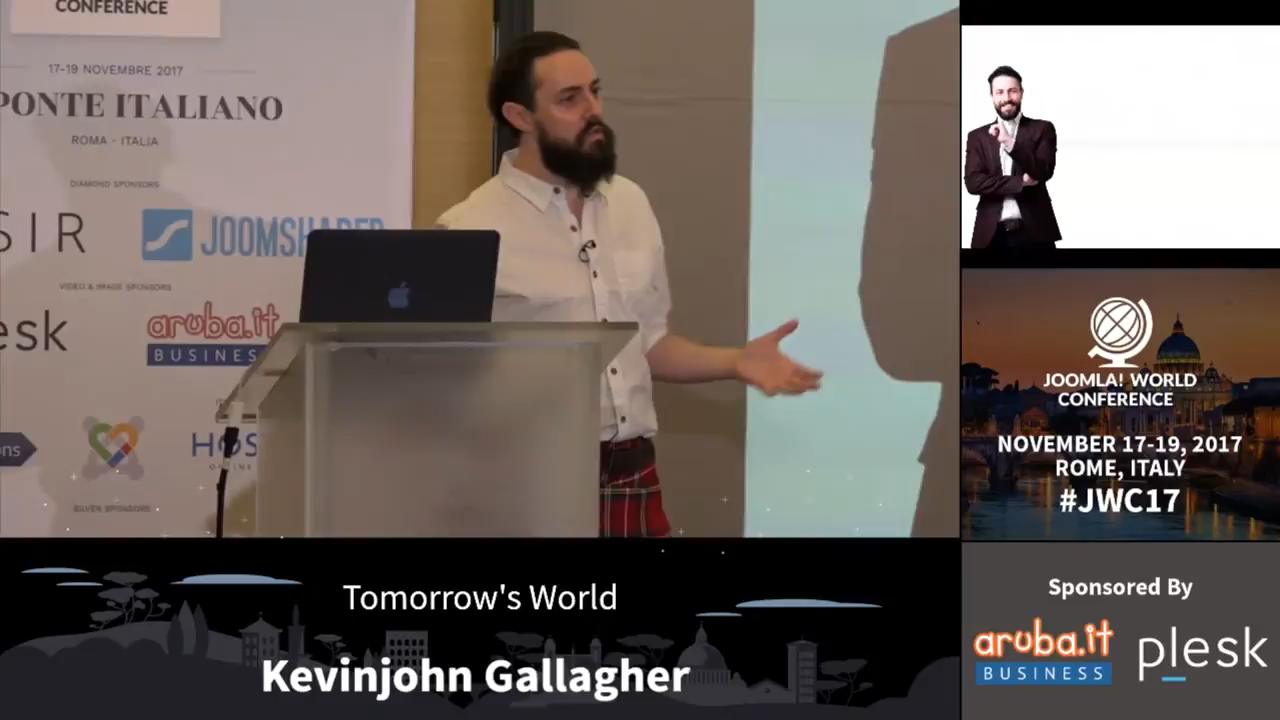 CONFERENCE
17-19 NOVEMBRE 2017
PONTE ITALIANO
ROMA - ITALIA
DIAMOND SPONSORS
SIR
JOOMSHAPER
VIDEO & IMAGE SPONSORS
esk
aruba.it
BUSINES
ons
HOS
SILVER SPONSORS
Tomorrow's World
Kevinjohn Gallagher
JOOMLA! WORLD
CONFERENCE
NOVEMBER 17-19, 2017
ROME, ITALY
#JWC17
Sponsored By
aruba.it
BUSINESS
plesk